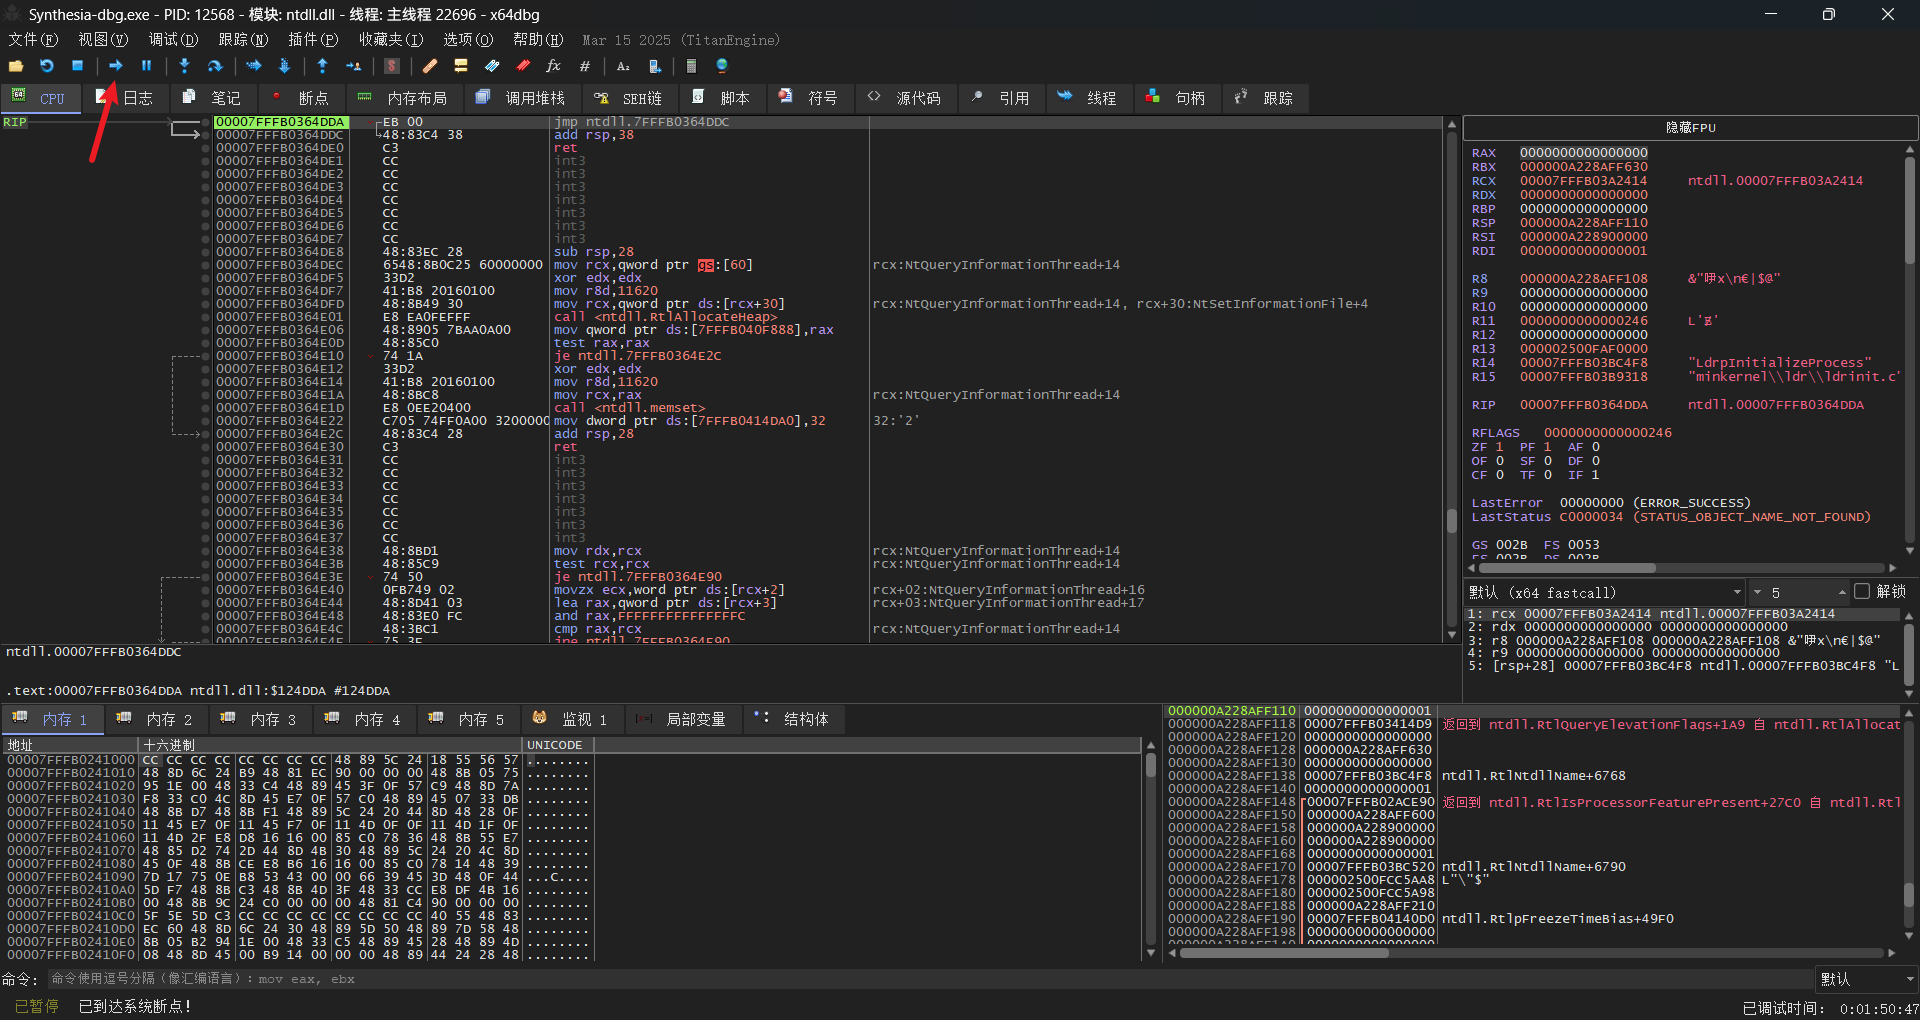 Synthesia-dbg.exe - PID: 12568 - 模块: ntdll.dll - 线程: 主线程 22696 - x64dbg
文件(F) 视图(V) 调试(D) 跟踪(N) 插件(P) 收藏夹(I) 选项(O) 帮助(H) Mar 15 2025 (TitanEngine)
CPU 日志 笔记 断点 内存布局 调用堆栈 SEH链 脚本 符号 源代码 引用 线程 句柄 跟踪
RIP
00007FFFB0364DDA EB 00 jmp ntdll.7FFFB0364DDC
00007FFFB0364DDC 48:83C4 38 add rsp,38
00007FFFB0364DE0 C3 ret
00007FFFB0364DE1 CC int3
00007FFFB0364DE2 CC int3
00007FFFB0364DE3 CC int3
00007FFFB0364DE4 CC int3
00007FFFB0364DE5 CC int3
00007FFFB0364DE6 CC int3
00007FFFB0364DE7 CC int3
00007FFFB0364DE8 48:83EC 28 sub rsp,28
00007FFFB0364DEC 6548:8B0C25 60000000 mov rcx,qword ptr gs:[60] rcx:NtQueryInformationThread+14
00007FFFB0364DF5 33D2 xor edx,edx
00007FFFB0364DF7 41:B8 20160100 mov r8d,11620
00007FFFB0364DFD 48:8B49 30 mov rcx,qword ptr ds:[rcx+30] rcx:NtQueryInformationThread+14, rcx+30:NtSetInformationFile+4
00007FFFB0364E01 E8 EA0FEFFF call <ntdll.RtlAllocateHeap>
00007FFFB0364E06 48:8905 7BAA0A00 mov qword ptr ds:[7FFFB040F888],rax
00007FFFB0364E0D 48:85C0 test rax,rax
00007FFFB0364E10 74 1A je ntdll.7FFFB0364E2C
00007FFFB0364E12 33D2 xor edx,edx
00007FFFB0364E14 41:B8 20160100 mov r8d,11620
00007FFFB0364E1A 48:8BC8 mov rcx,rax rcx:NtQueryInformationThread+14
00007FFFB0364E1D E8 0EE20400 call <ntdll.memset>
00007FFFB0364E22 C705 74FF0A00 3200000 mov dword ptr ds:[7FFFB0414DA0],32 32:'2'
00007FFFB0364E2C 48:83C4 28 add rsp,28
00007FFFB0364E30 C3 ret
00007FFFB0364E31 CC int3
00007FFFB0364E32 CC int3
00007FFFB0364E33 CC int3
00007FFFB0364E34 CC int3
00007FFFB0364E35 CC int3
00007FFFB0364E36 CC int3
00007FFFB0364E37 CC int3
00007FFFB0364E38 48:8BD1 mov rdx,rcx rcx:NtQueryInformationThread+14
00007FFFB0364E3B 48:85C9 test rcx,rcx rcx:NtQueryInformationThread+14
00007FFFB0364E3E 74 50 je ntdll.7FFFB0364E90
00007FFFB0364E40 0FB749 02 movzx ecx,word ptr ds:[rcx+2] rcx+02:NtQueryInformationThread+16
00007FFFB0364E44 48:8D41 03 lea rax,qword ptr ds:[rcx+3] rcx+03:NtQueryInformationThread+17
00007FFFB0364E48 48:83E0 FC and rax,FFFFFFFFFFFFFFFC
00007FFFB0364E4C 48:3BC1 cmp rax,rcx rcx:NtQueryInformationThread+14
00007FFFB0364E4F 75 3F jne ntdll.7FFFB0364E90
隐藏FPU
RAX 0000000000000000
RBX 000000A228AFF630
RCX 00007FFFB03A2414 ntdll.00007FFFB03A2414
RDX 0000000000000000
RBP 0000000000000000
RSP 000000A228AFF110
RSI 000000A228900000
RDI 0000000000000001
R8 000000A228AFF108
R9 0000000000000000
R10 0000000000000000
R11 0000000000000246
R12 0000000000000000
R13 000002500FAF0000
R14 00007FFFB03BC4F8 "LdrpInitializeProcess"
R15 00007FFFB03B9318 "minkernel\\ldr\\ldrinit.c"
RIP 00007FFFB0364DDA ntdll.00007FFFB0364DDA
RFLAGS 0000000000000246
ZF 1 PF 1 AF 0
OF 0 SF 0 DF 0
CF 0 TF 0 IF 1
LastError 00000000 (ERROR_SUCCESS)
LastStatus C0000034 (STATUS_OBJECT_NAME_NOT_FOUND)
GS 002B FS 0053
ES 002B DS 002B
默认 (x64 fastcall) 5 解锁
1: rcx 00007FFFB03A2414 ntdll.00007FFFB03A2414
2: rdx 0000000000000000 0000000000000000
3: r8 000000A228AFF108 000000A228AFF108
4: r9 0000000000000000 0000000000000000
5: [rsp+28] 00007FFFB03BC4F8 ntdll.00007FFFB03BC4F8 "L
ntdll.00007FFFB0364DDC
.text:00007FFFB0364DDA ntdll.dll:$124DDA #124DDA
内存 1 内存 2 内存 3 内存 4 内存 5 监视 1 局部变量 结构体
地址 十六进制 UNICODE
00007FFFB0241000 CC CC CC CC CC CC CC CC 48 89 5C 24 18 55 56 57 ........
00007FFFB0241010 48 8D 6C 24 B9 48 81 EC 90 00 00 00 48 8B 05 75 ........
00007FFFB0241020 95 1E 00 48 33 C4 48 89 45 3F 0F 57 C9 48 8D 7A ........
00007FFFB0241030 F8 33 C0 4C 8D 45 E7 0F 57 C0 48 89 45 07 33 DB ........
00007FFFB0241040 48 8B D7 48 8B F1 48 89 5C 24 20 44 8D 48 28 0F ........
00007FFFB0241050 11 45 E7 0F 11 45 F7 0F 11 4D 0F 0F 11 4D 1F 0F ........
00007FFFB0241060 11 4D 2F E8 D8 16 16 00 85 C0 78 36 48 8B 55 E7 ........
00007FFFB0241070 48 85 D2 74 2D 44 8D 4B 30 48 89 5C 24 20 4C 8D ........
00007FFFB0241080 45 0F 48 8B CE E8 B6 16 16 00 85 C0 78 14 48 39 ........
00007FFFB0241090 7D 17 75 0E B8 53 43 00 00 66 39 45 3D 48 0F 44 ...C....
00007FFFB02410A0 5D F7 48 8B C3 48 8B 4D 3F 48 33 CC E8 DF 4B 16 ........
00007FFFB02410B0 00 48 8B 9C 24 C0 00 00 00 48 81 C4 90 00 00 00 ........
00007FFFB02410C0 5F 5E 5D C3 CC CC CC CC CC CC CC CC 40 55 48 83 ........
00007FFFB02410D0 EC 60 48 8D 6C 24 30 48 89 5D 50 48 89 7D 58 48 ........
00007FFFB02410E0 8B 05 B2 94 1E 00 48 33 C5 48 89 45 28 48 89 4D ........
00007FFFB02410F0 08 48 8D 45 00 B9 14 00 00 00 48 89 44 24 28 48 ........
000000A228AFF110 0000000000000001
000000A228AFF118 00007FFFB03414D9 返回到 ntdll.RtlQueryElevationFlags+1A9 自 ntdll.RtlAllocat
000000A228AFF120 0000000000000000
000000A228AFF128 000000A228AFF630
000000A228AFF130 0000000000000000
000000A228AFF138 00007FFFB03BC4F8 ntdll.RtlNtdllName+6768
000000A228AFF140 0000000000000001
000000A228AFF148 00007FFFB02ACE90 返回到 ntdll.RtlIsProcessorFeaturePresent+27C0 自 ntdll.Rtl
000000A228AFF150 000000A228AFF600
000000A228AFF158 000000A228900000
000000A228AFF160 000000A228900000
000000A228AFF168 0000000000000001
000000A228AFF170 00007FFFB03BC520 ntdll.RtlNtdllName+6790
000000A228AFF178 000002500FCC5AA8 L"\"$"
000000A228AFF180 000002500FCC5A98
000000A228AFF188 000000A228AFF210
000000A228AFF190 00007FFFB04140D0 ntdll.RtlpFreezeTimeBias+49F0
000000A228AFF198 0000000000000000
000000A228AFF1A0 0000000000000000
命令: 命令使用逗号分隔（像汇编语言）: mov eax, ebx 默认
已暂停 已到达系统断点! 已调试时间: 0:01:50:47